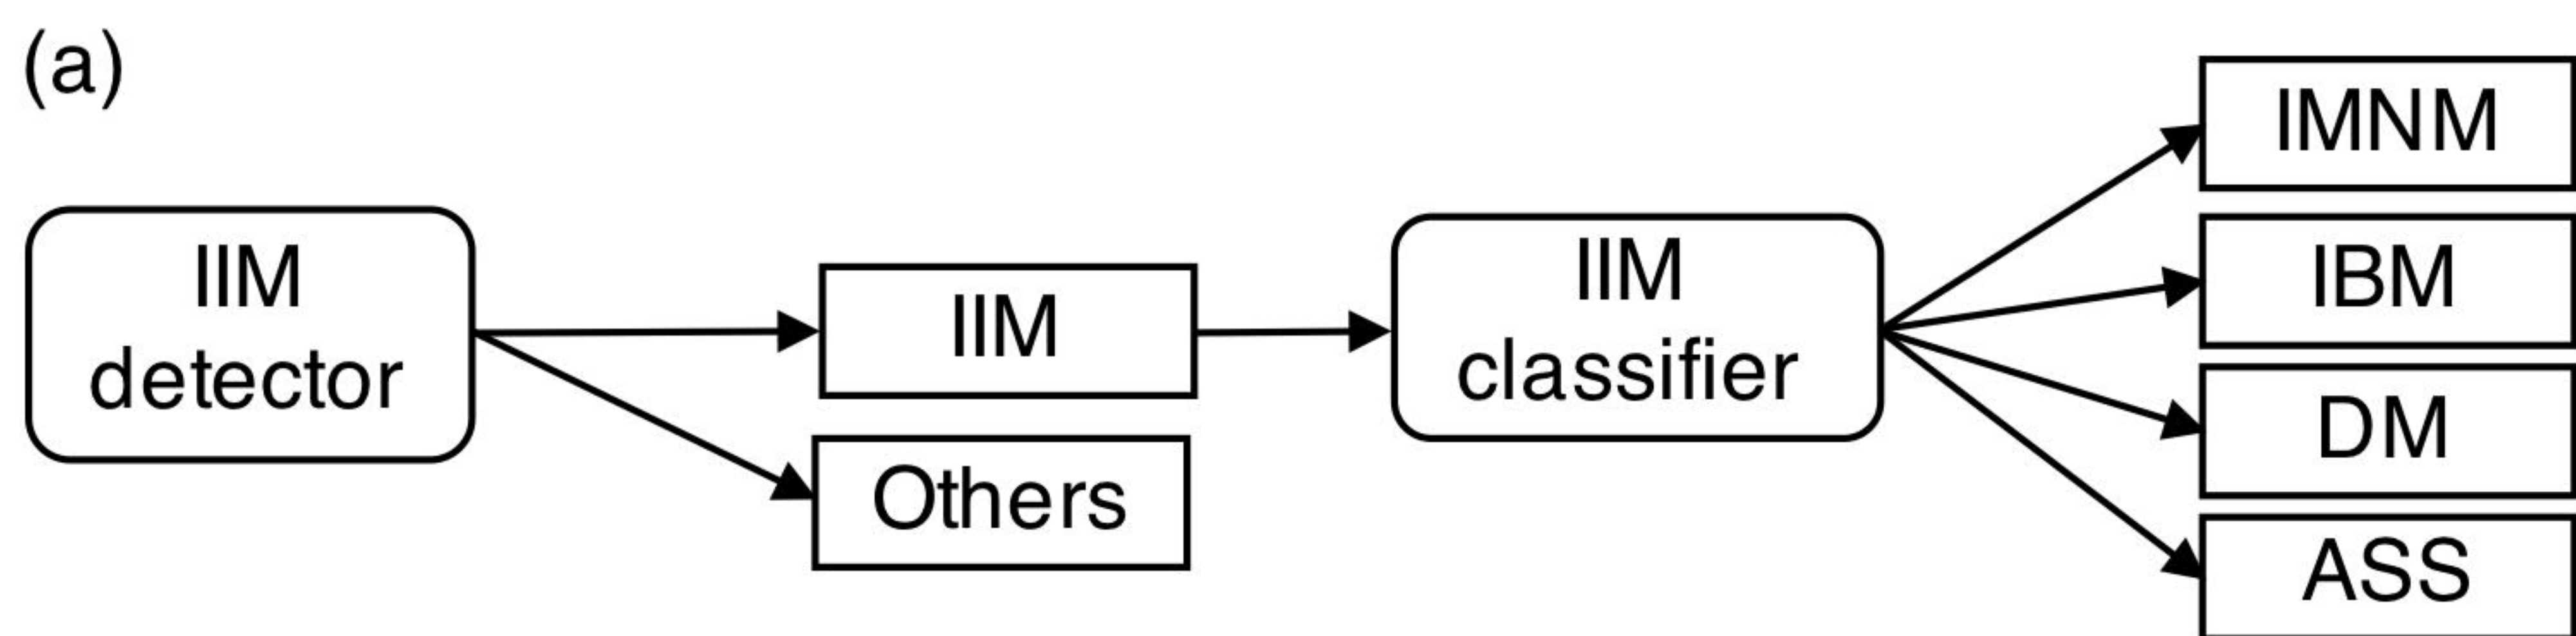 (a)
IIM
detector
IIM
Others
IIM
classifier
IMNM
IBM
DM
ASS